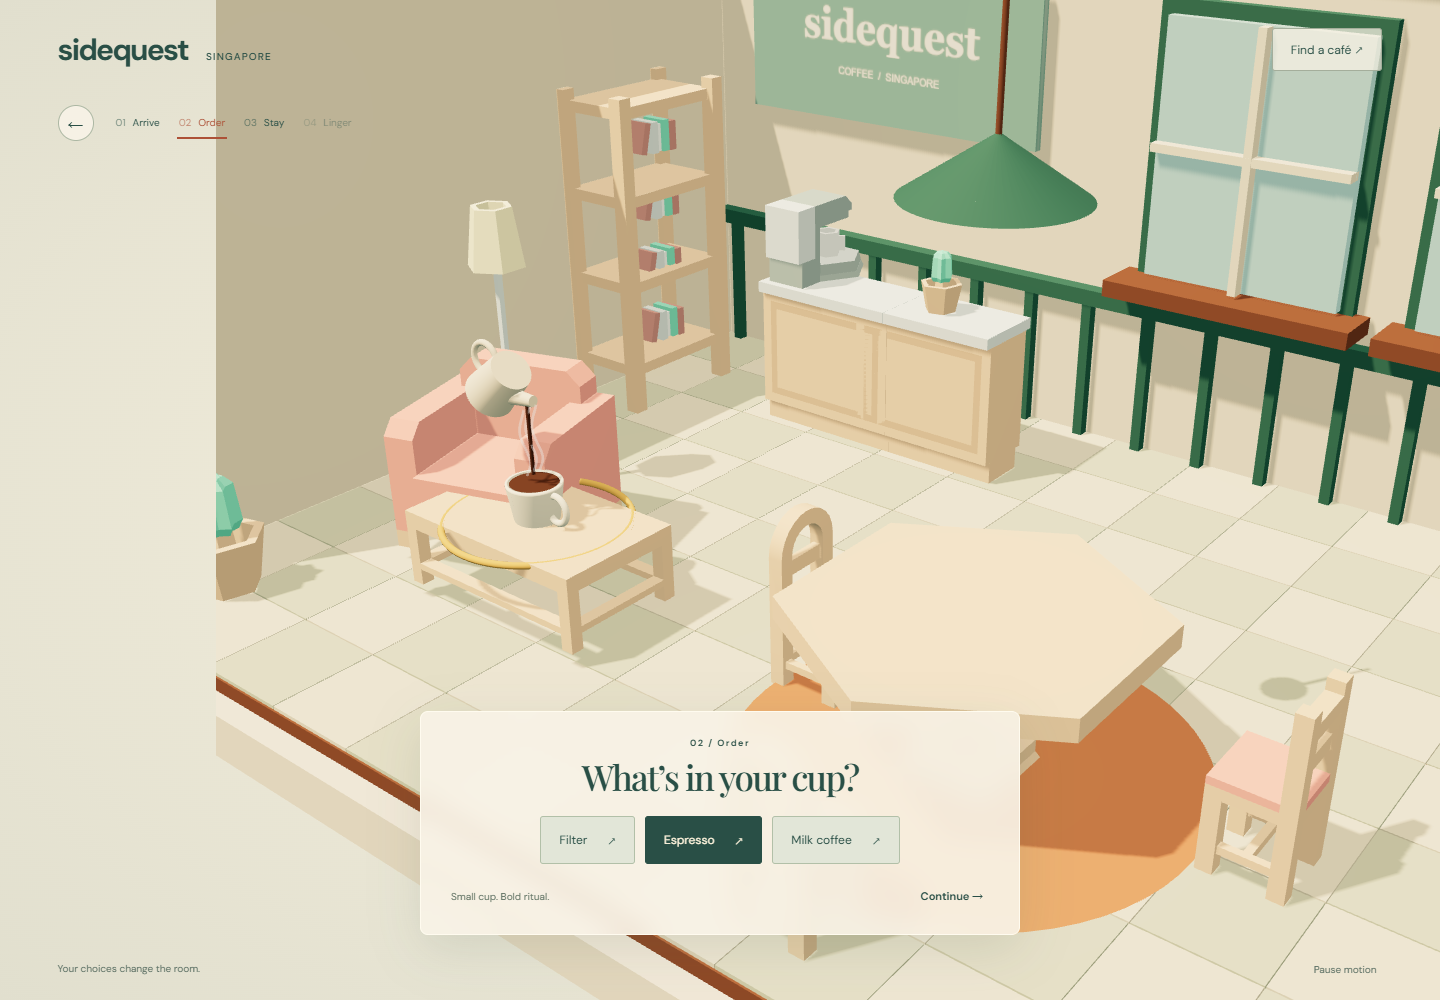 sidequest SINGAPORE
Find a café ↗
← 01 Arrive 02 Order 03 Stay 04 Linger
sidequest
COFFEE / SINGAPORE
02 / Order
What's in your cup?
Filter ↗ Espresso ↗ Milk coffee ↗
Small cup. Bold ritual. Continue →
Your choices change the room. Pause motion